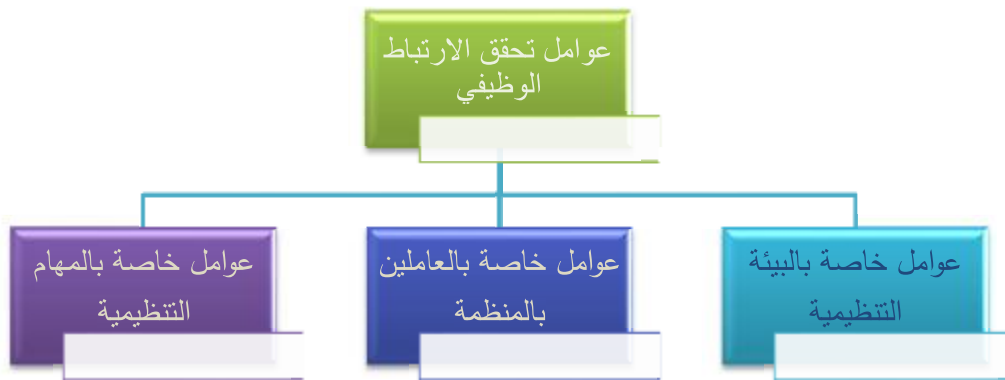 عوامل تحقق الارتباط
الوظيفي
عوامل خاصة بالبيئة
التنظيمية
عوامل خاصة بالعاملين
بالمنظمة
عوامل خاصة بالمهام
التنظيمية